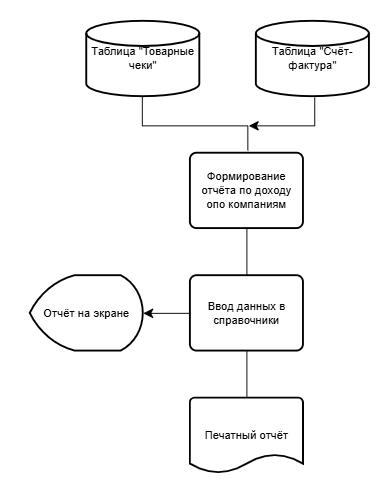 Таблица "Товарные
чеки"
Таблица "Счёт-
фактура"
Формирование
отчёта по доходу
опо компаниям
Отчёт на экране
Ввод данных в
справочники
Печатный отчёт